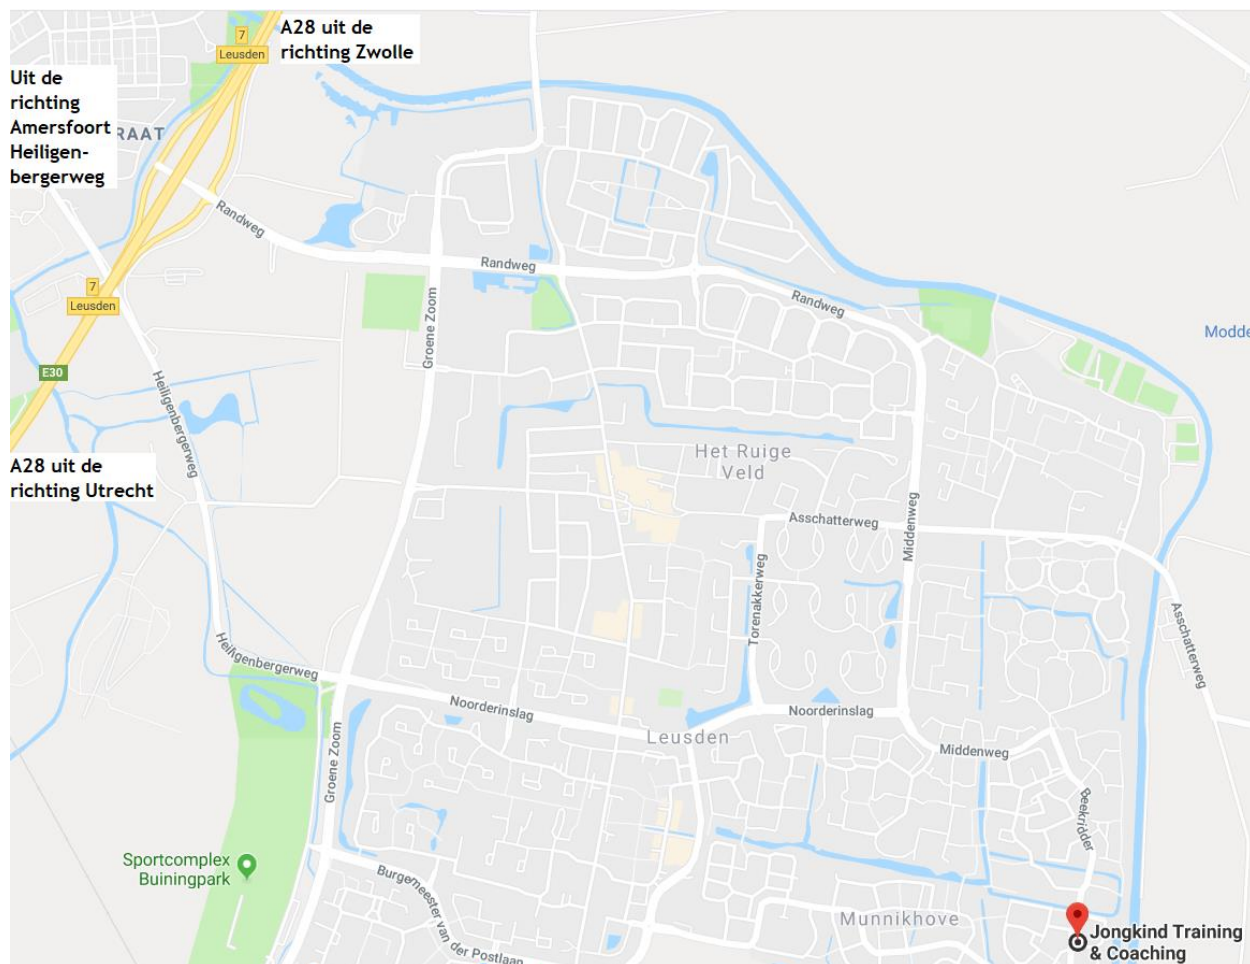 A28 uit de
richting Zwolle
7
Leusden
Uit de
richting
Amersfoort
Heiligen-
bergerweg
RAAT
Randweg
Randweg
Randweg
7
Leusden
Groene Zoom
Modde
E30
Heiligenbergerweg
A28 uit de
richting Utrecht
Het Ruige
Veld
Asschatterweg
Middenweg
Torenakkerweg
Asschatterweg
Heiligenbergerweg
Noorderinslag
Noorderinslag
Leusden
Middenweg
Groene Zoom
Beekridder
Sportcomplex
Buiningpark
Burgemeester van der Postlaan
Munnikhove
Jongkind Training
& Coaching